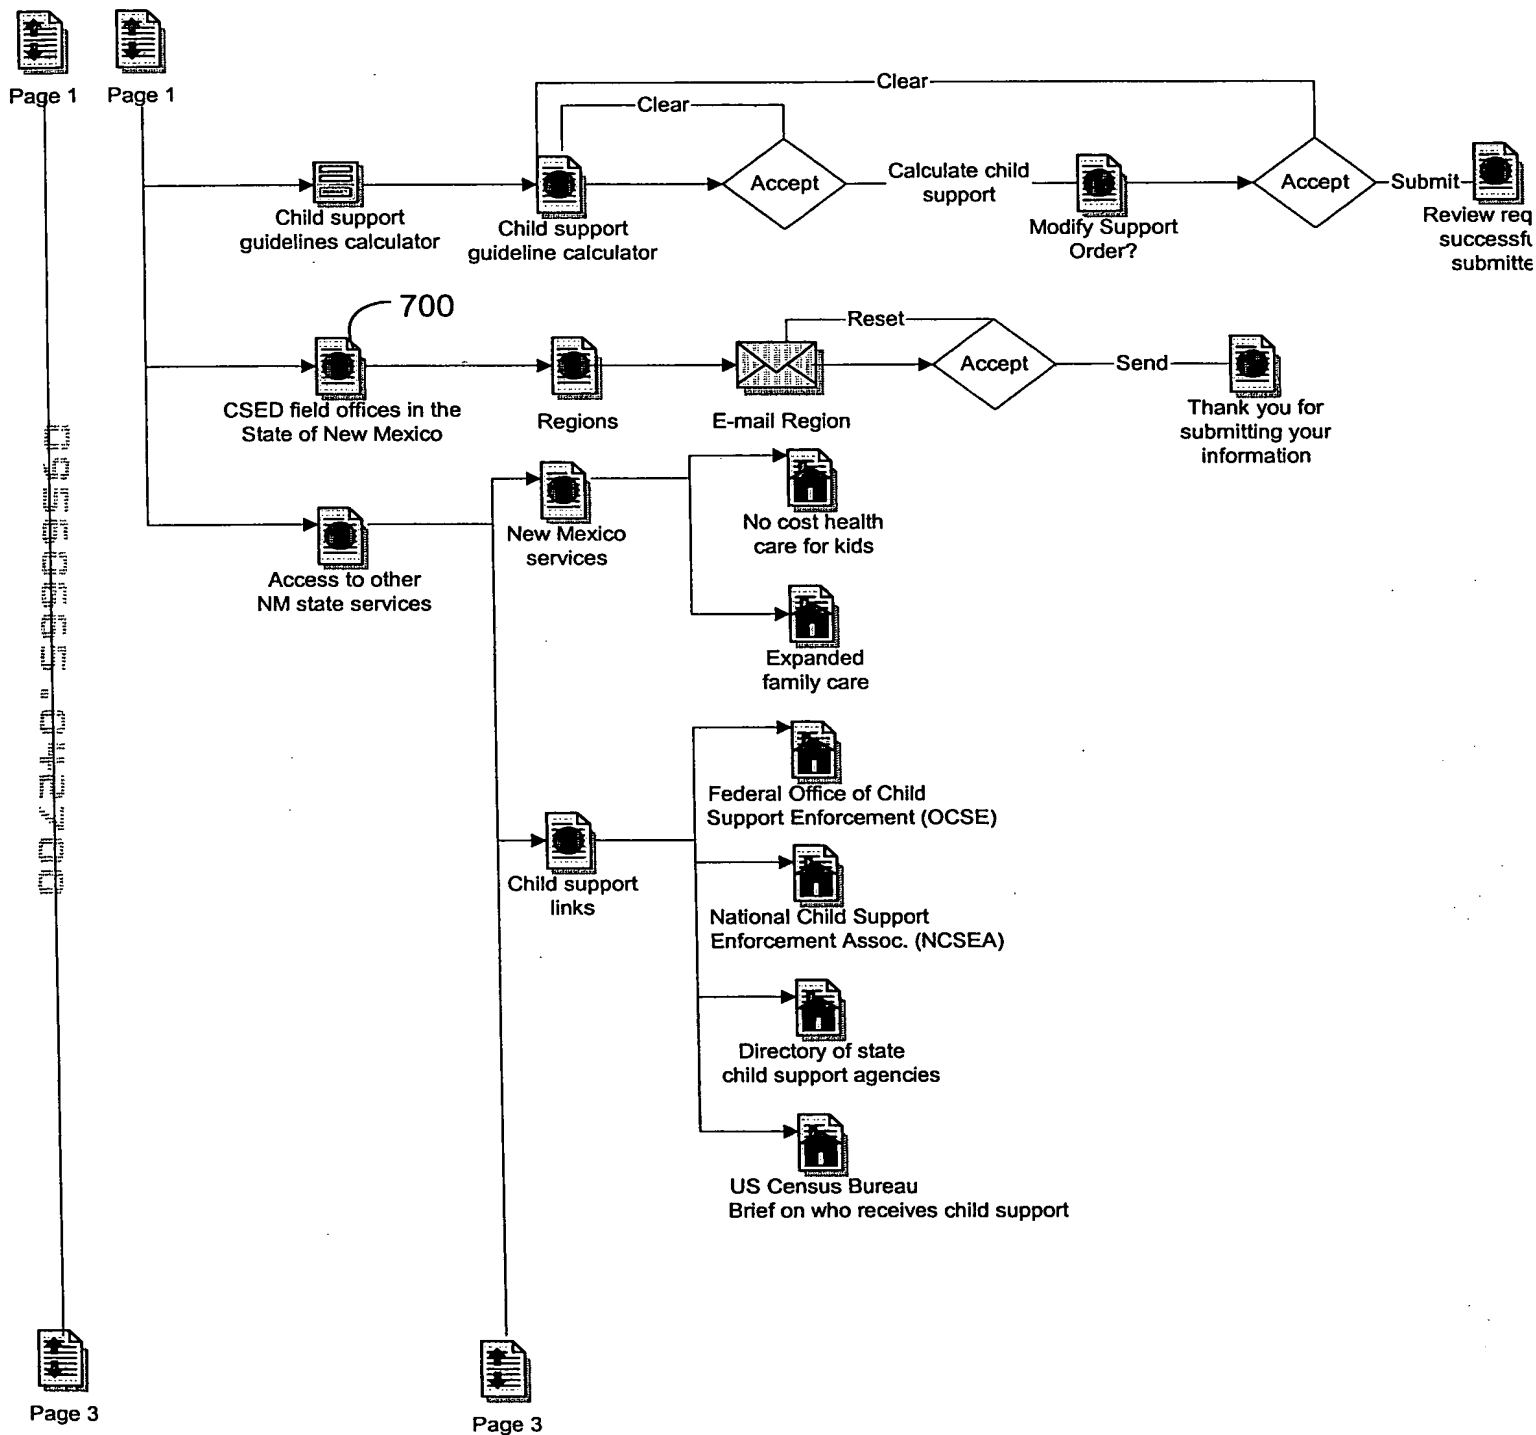 Page 1
Page 1
Clear
Clear
Accept
Calculate child
support
Accept
Submit
Child support
guidelines calculator
Child support
guideline calculator
Modify Support
Order?
Review req
successfu
submitte
700
Reset
Accept
Send
CSED field offices in the
State of New Mexico
Regions
E-mail Region
Thank you for
submitting your
information
New Mexico
services
No cost health
care for kids
Access to other
NM state services
Expanded
family care
Federal Office of Child
Support Enforcement (OCSE)
Child support
links
National Child Support
Enforcement Assoc. (NCSEA)
Directory of state
child support agencies
US Census Bureau
Brief on who receives child support
Page 3
Page 3